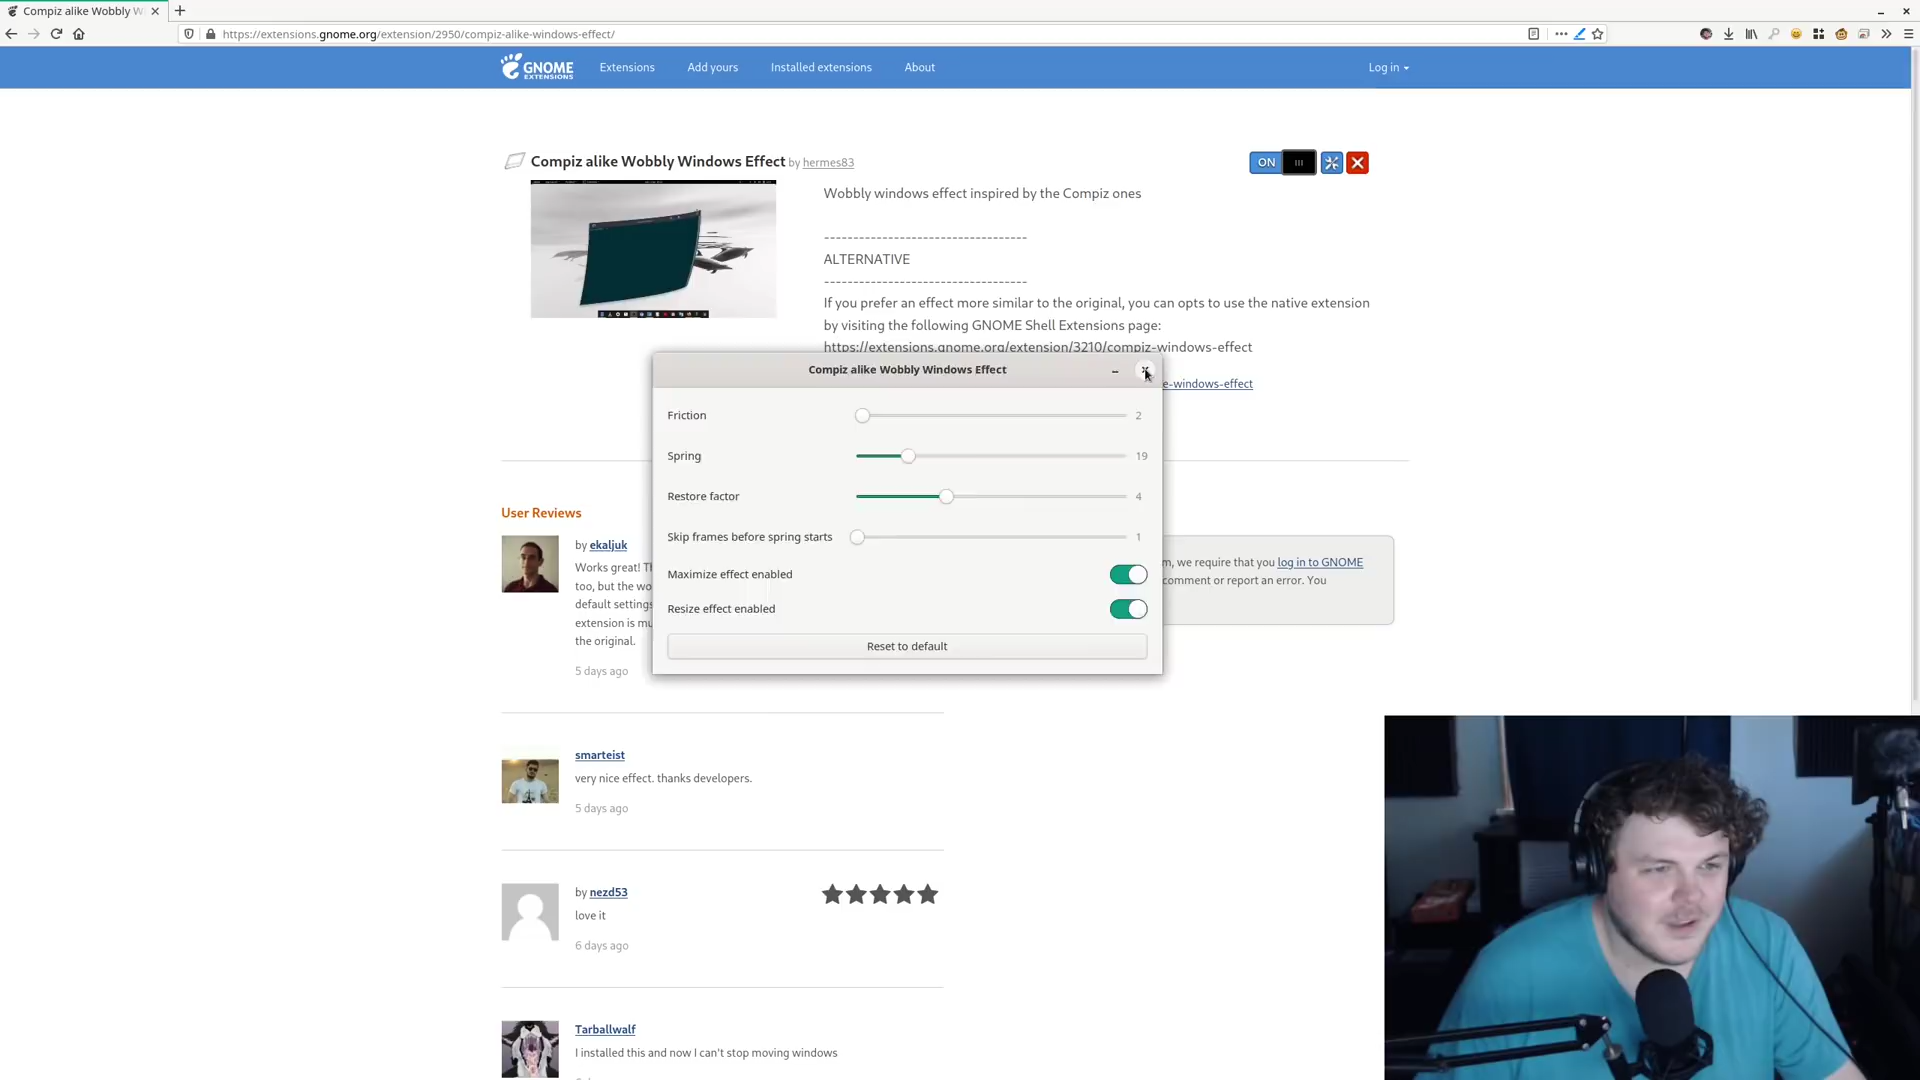 Compiz alike Wobbly W
https://extensions.gnome.org/extension/2950/compiz-alike-windows-effect/
GNOME
EXTENSIONS
Extensions
Add yours
Installed extensions
About
Log in
Compiz alike Wobbly Windows Effect by hermes83
ON
Wobbly windows effect inspired by the Compiz ones
----------------------------------
ALTERNATIVE
----------------------------------
If you prefer an effect more similar to the original, you can opts to use the native extension
by visiting the following GNOME Shell Extensions page:
https://extensions.gnome.org/extension/3210/compiz-windows-effect
e-windows-effect
Compiz alike Wobbly Windows Effect
Friction 2
Spring 19
Restore factor 4
Skip frames before spring starts 1
Maximize effect enabled
Resize effect enabled
Reset to default
User Reviews
by ekaljuk
Works great! Th
too, but the wo
default settings
extension is mu
the original.
5 days ago
m, we require that you log in to GNOME
comment or report an error. You
smarteist
very nice effect. thanks developers.
5 days ago
by nezd53
love it
6 days ago
Tarballwalf
I installed this and now I can't stop moving windows